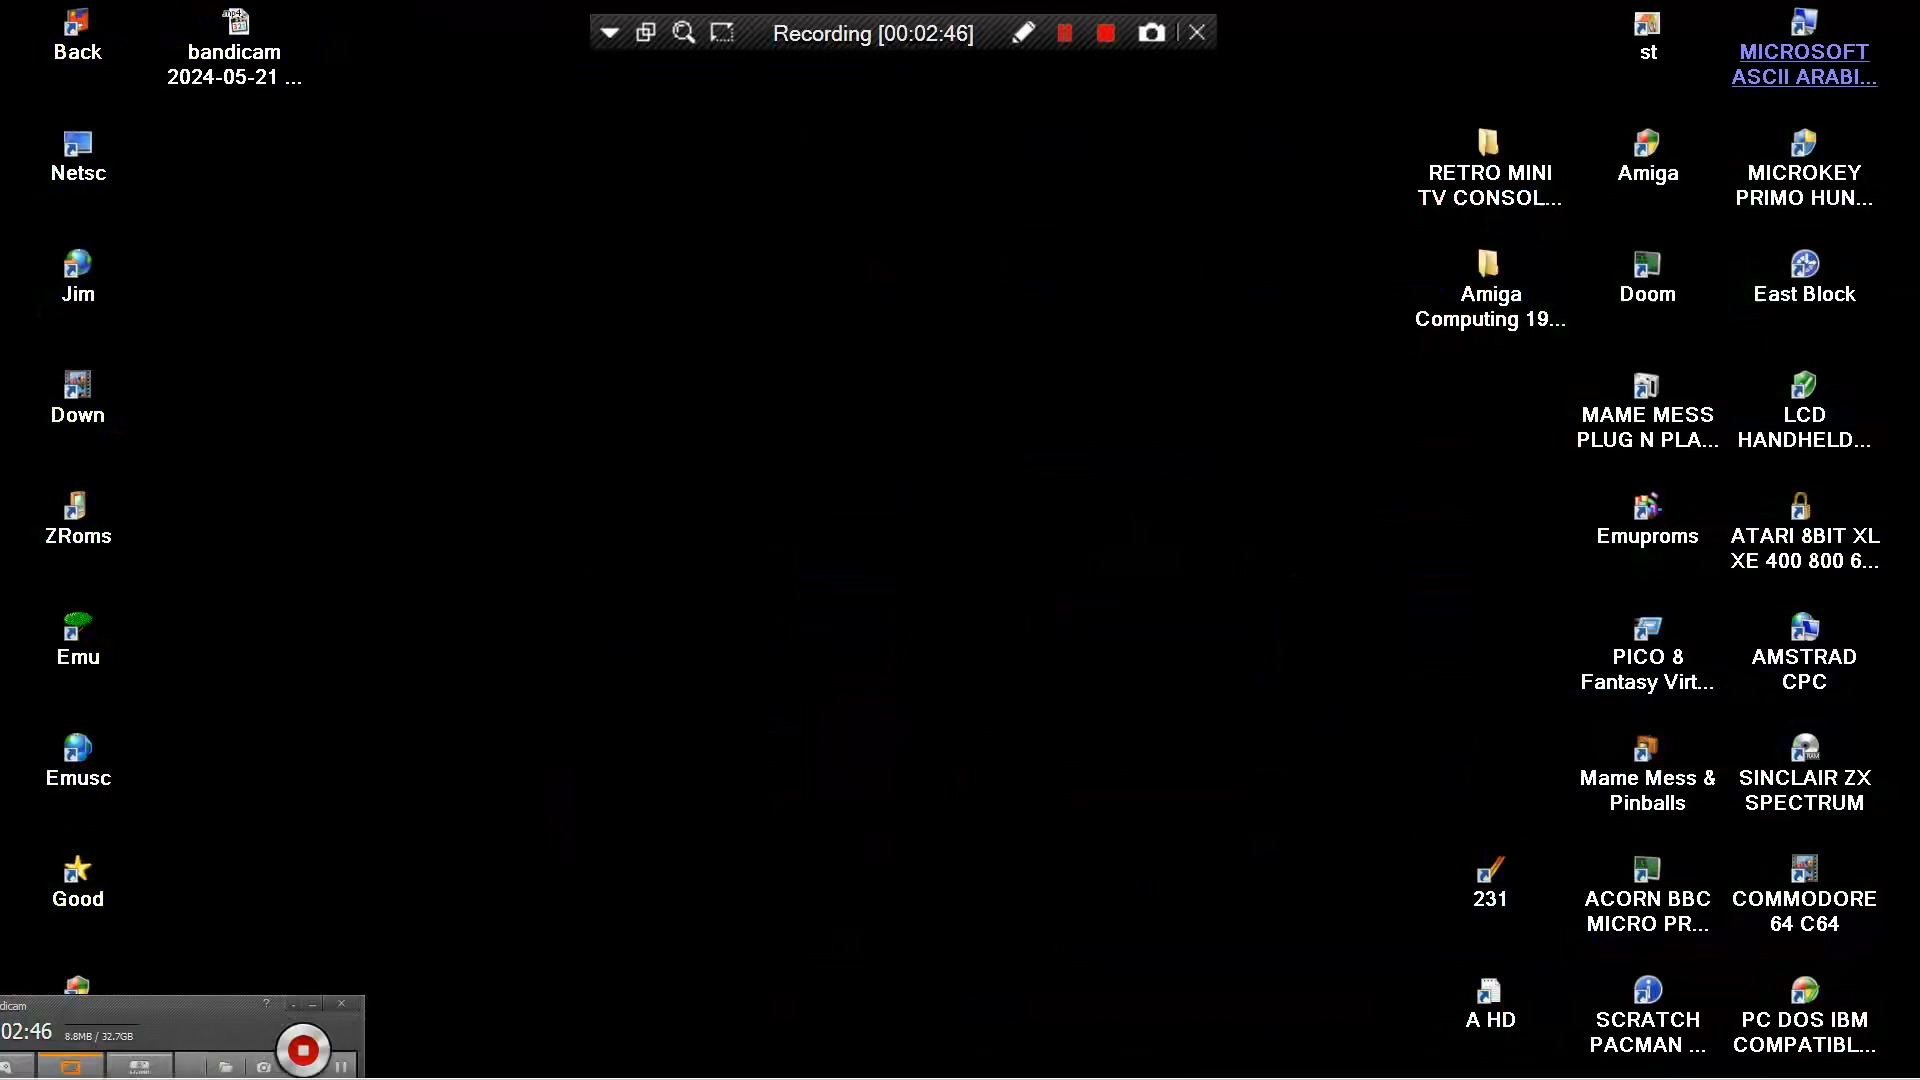 Back
bandicam
2024-05-21 ...
Recording [00:02:46]
st
MICROSOFT
ASCII ARABI...
Netsc
RETRO MINI
TV CONSOL...
Amiga
MICROKEY
PRIMO HUN...
Jim
Amiga
Computing 19...
Doom
East Block
Down
MAME MESS
PLUG N PLA...
LCD
HANDHELD...
ZRoms
Emuproms
ATARI 8BIT XL
XE 400 800 6...
Emu
PICO 8
Fantasy Virt...
AMSTRAD
CPC
Emusc
Mame Mess &
Pinballs
SINCLAIR ZX
SPECTRUM
Good
231
ACORN BBC
MICRO PR...
COMMODORE
64 C64
A HD
SCRATCH
PACMAN ...
PC DOS IBM
COMPATIBL...
dicam
02:46
8.8MB / 32.7GB